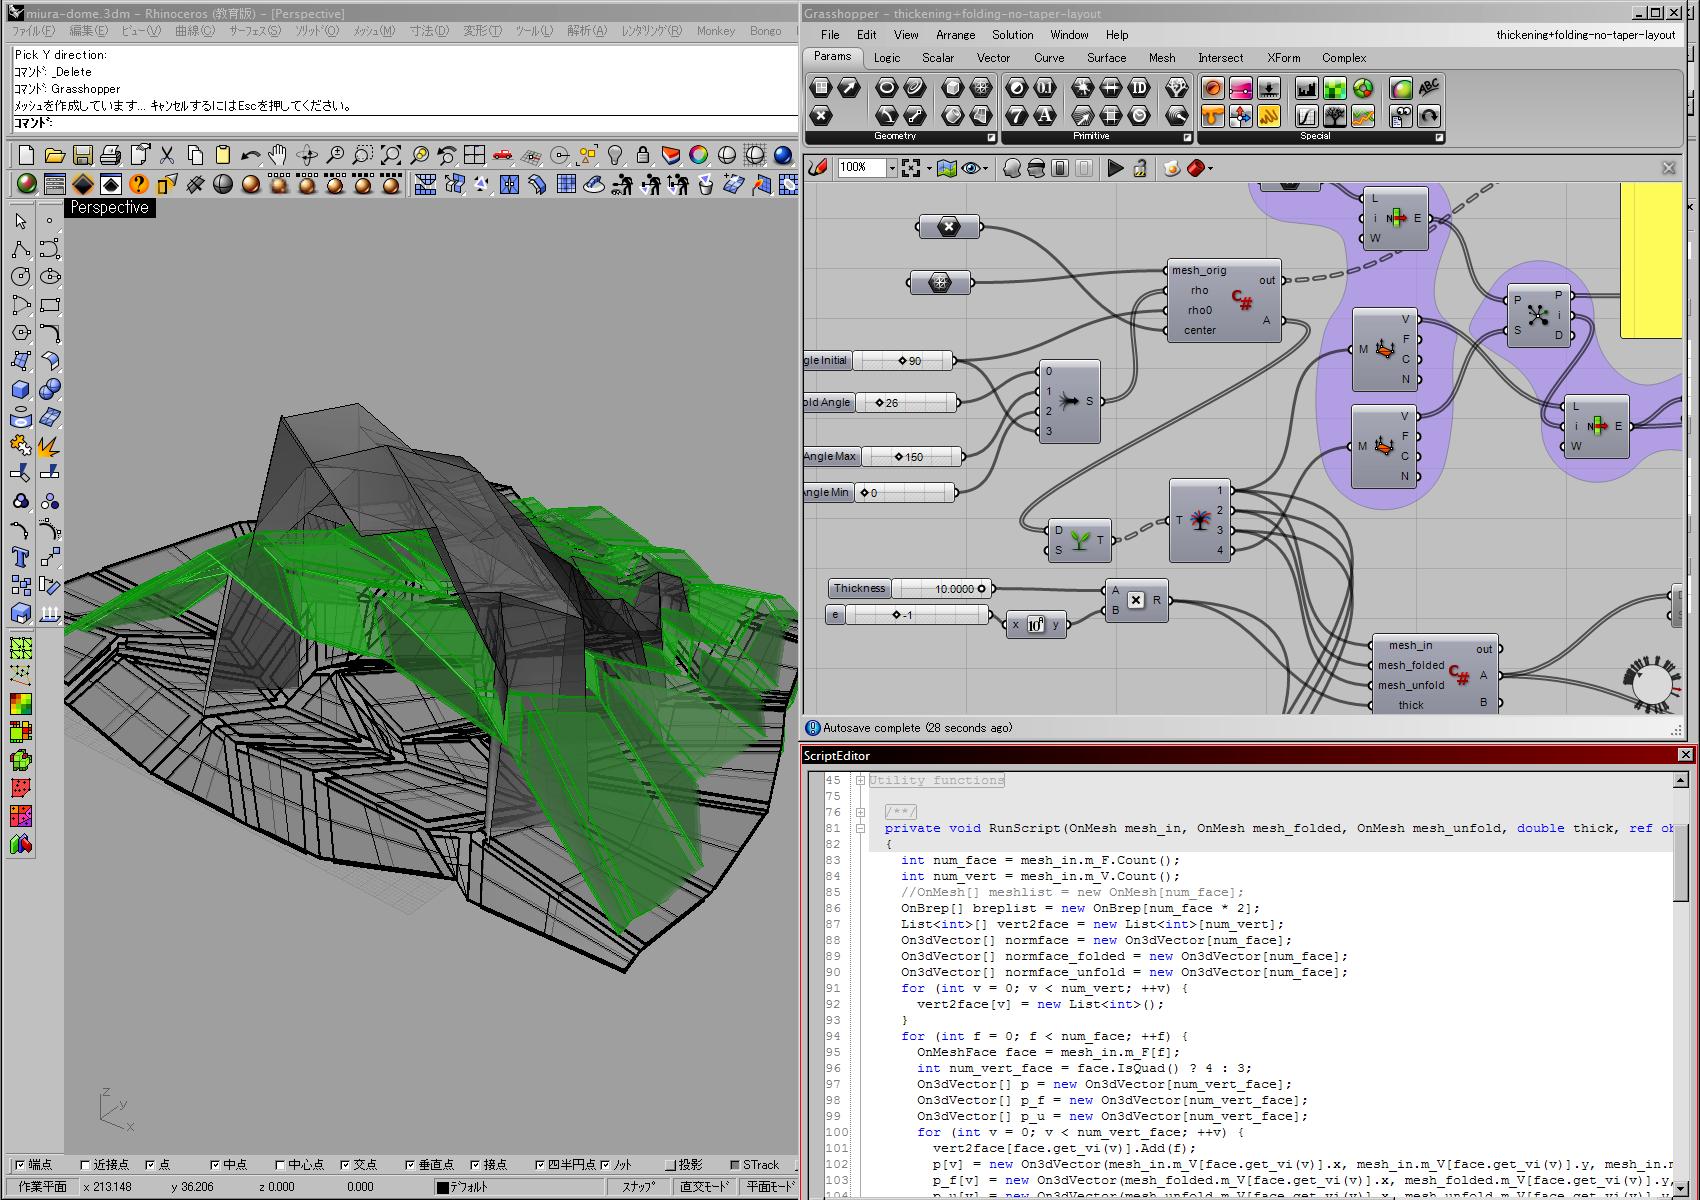 miura-dome.3dm - Rhinoceros (教育版) - [Perspective]
ファイル(F) 編集(E) ビュー(V) 曲線(C) サーフェス(S) ソリッド(O) メッシュ(M) 寸法(D) 変形(T) ツール(L) 解析(A) レンダリング(R) Monkey Bongo
Pick Y direction:
コマンド: _Delete
コマンド: Grasshopper
メッシュを作成しています... キャンセルするにはEscを押してください。
コマンド:
Perspective
z
y
x
端点 近接点 点 中点 中心点 交点 垂直点 接点 四半円点 ノット 投影 STrack
作業平面 x 213.148 y 36.206 z 0.000 0.000 デフォルト スナップ 直交モード 平面モード
Grasshopper - thickening+folding-no-taper-layout
File Edit View Arrange Solution Window Help thickening+folding-no-taper-layout
Params Logic Scalar Vector Curve Surface Mesh Intersect XForm Complex
Geometry Primitive Special
100%
L
i N E
W
mesh_orig
rho
rho0
center
out
A
C#
gle Initial 90
old Angle 26
Angle Max 150
Angle Min 0
0
1
2
3
S
V
M F
C
N
V
M F
C
N
P P
S i
D
L
i N E
W
D
S T
T
1
2
3
4
Thickness 10.0000
e -1
x 10 y
A
B R
mesh_in
mesh_folded
mesh_unfold
thick
out
A
B
C#
Autosave complete (28 seconds ago)
ScriptEditor
45 Utility functions
75
76 /**/
81 private void RunScript(OnMesh mesh_in, OnMesh mesh_folded, OnMesh mesh_unfold, double thick, ref ob
82 {
83 int num_face = mesh_in.m_F.Count();
84 int num_vert = mesh_in.m_V.Count();
85 //OnMesh[] meshlist = new OnMesh[num_face];
86 OnBrep[] breplist = new OnBrep[num_face * 2];
87 List<int>[] vert2face = new List<int>[num_vert];
88 On3dVector[] normface = new On3dVector[num_face];
89 On3dVector[] normface_folded = new On3dVector[num_face];
90 On3dVector[] normface_unfold = new On3dVector[num_face];
91 for (int v = 0; v < num_vert; ++v) {
92 vert2face[v] = new List<int>();
93 }
94 for (int f = 0; f < num_face; ++f) {
95 OnMeshFace face = mesh_in.m_F[f];
96 int num_vert_face = face.IsQuad() ? 4 : 3;
97 On3dVector[] p = new On3dVector[num_vert_face];
98 On3dVector[] p_f = new On3dVector[num_vert_face];
99 On3dVector[] p_u = new On3dVector[num_vert_face];
100 for (int v = 0; v < num_vert_face; ++v) {
101 vert2face[face.get_vi(v)].Add(f);
102 p[v] = new On3dVector(mesh_in.m_V[face.get_vi(v)].x, mesh_in.m_V[face.get_vi(v)].y, mesh_in.m
103 p_f[v] = new On3dVector(mesh_folded.m_V[face.get_vi(v)].x, mesh_folded.m_V[face.get_vi(v)].y,